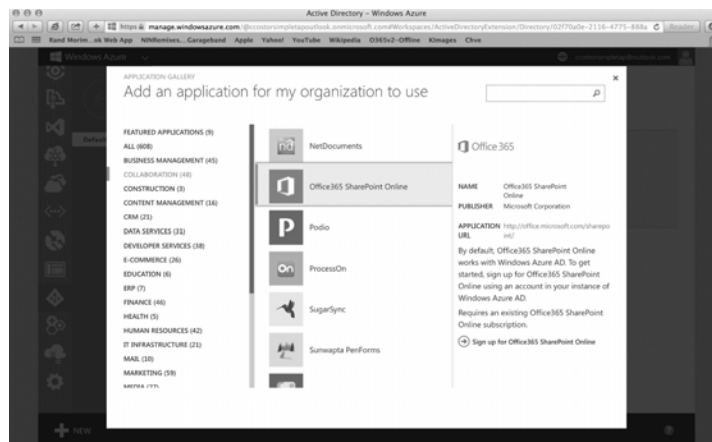 Active Directory – Windows Azure
https manage.windowsazure.com
Reader
Apple Yahoo! YouTube Wikipedia O365v2-Offline KImages Chve
Windows Azure
APPLICATION GALLERY
Add an application for my organization to use
FEATURED APPLICATIONS (9)
ALL (608)
BUSINESS MANAGEMENT (45)
COLLABORATION (48)
CONSTRUCTION (3)
CONTENT MANAGEMENT (16)
CRM (21)
DATA SERVICES (31)
DEVELOPER SERVICES (38)
E-COMMERCE (26)
EDUCATION (6)
ERP (7)
FINANCE (46)
HEALTH (5)
HUMAN RESOURCES (42)
IT INFRASTRUCTURE (21)
MAIL (10)
MARKETING (59)
MEDIA (77)
nd NetDocuments
Office365 SharePoint Online
P Podio
On ProcessOn
SugarSync
Sunwapta PenForms
Office 365
NAME Office365 SharePoint
Online
PUBLISHER Microsoft Corporation
APPLICATION http://office.microsoft.com/sharepo
URL int/
By default, Office365 SharePoint Online
works with Windows Azure AD. To get
started, sign up for Office365 SharePoint
Online using an account in your instance of
Windows Azure AD.
Requires an existing Office365 SharePoint
Online subscription.
Sign up for Office365 SharePoint Online
NEW